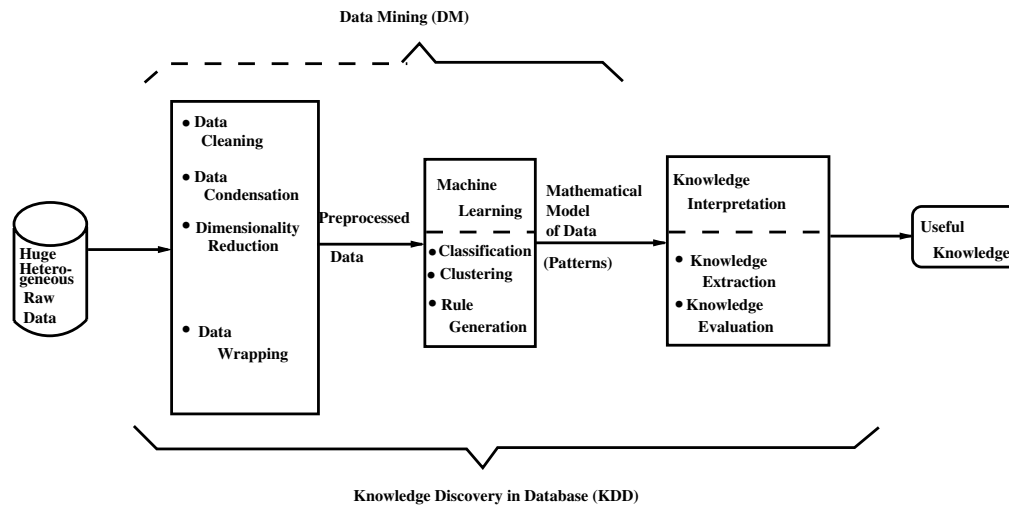 Data Mining (DM)
Huge
Hetero-
geneous
Raw
Data
• Data
Cleaning
• Data
Condensation
• Dimensionality
Reduction
• Data
Wrapping
Preprocessed
Data
Machine
Learning
• Classification
• Clustering
• Rule
Generation
Mathematical
Model
of Data
(Patterns)
Knowledge
Interpretation
• Knowledge
Extraction
• Knowledge
Evaluation
Useful
Knowledge
Knowledge Discovery in Database (KDD)